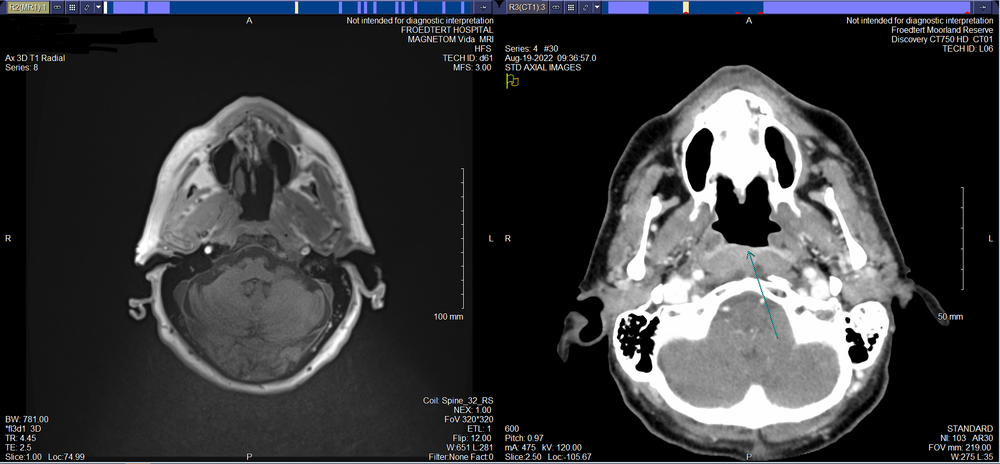 R2(MR1):1
Not intended for diagnostic interpretation
FROEDTERT HOSPITAL
MAGNETOM Vida MRI
HFS
TECH ID: d61
MFS: 3.00
Ax 3D T1 Radial
Series: 8
A
R
L
100 mm
Coil: Spine_32_RS
NEX: 1.00
FoV 320*320
ETL: 1
Flip: 12.00
W:651 L:281
Filter:None Fact:0
BW: 781.00
*fl3d1 3D
TR: 4.45
TE: 2.5
Slice:1.00 Loc:74.99
P
R3(CT1):3
Not intended for diagnostic interpretation
Froedtert Moorland Reserve
Discovery CT750 HD CT01
TECH ID: L06
Series: 4 #30
Aug-19-2022 09:36:57.0
STD AXIAL IMAGES
A
R
L
50 mm
600
Pitch: 0.97
mA: 475 kV: 120.00
Slice:2.50 Loc:-105.67
P
STANDARD
NI: 103 AR30
FOV mm: 219.00
W:275 L:35